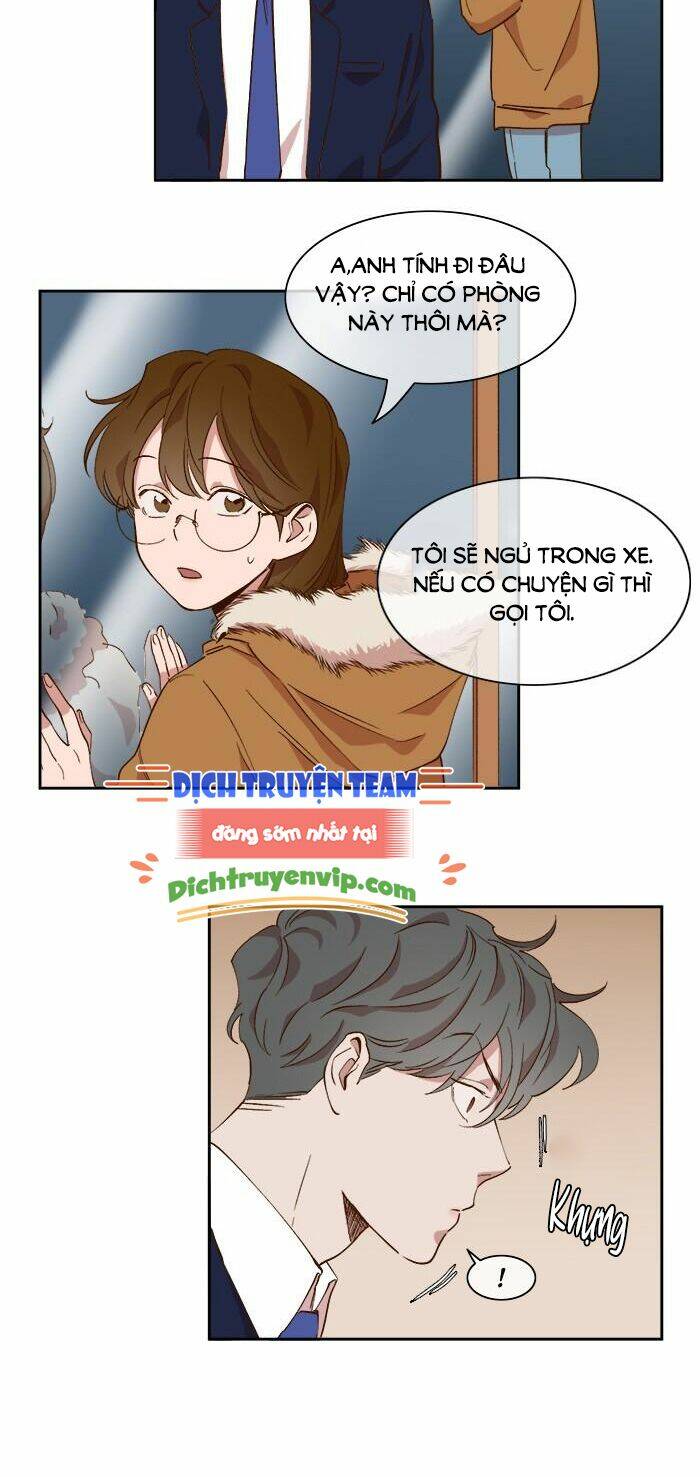 A,ANH TÍNH ĐI ĐÂU
VẬY? CHỈ CÓ PHÒNG
NÀY THÔI MÀ?
TÔI SẼ NGỦ TRONG XE.
NẾU CÓ CHUYỆN GÌ THÌ
GỌI TÔI.
DỊCH TRUYỆN TEAM
đăng sớm nhất tại
Dichtruyenvip.com
Khựng
!